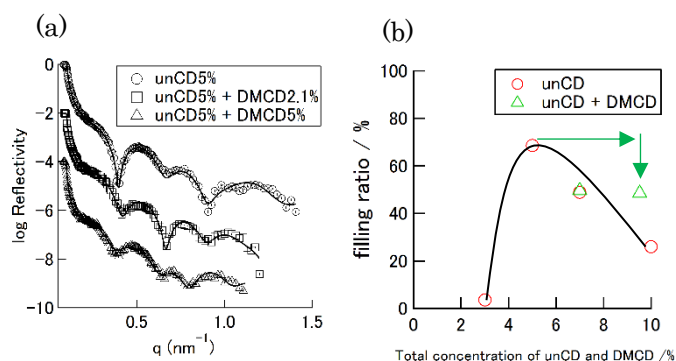 (a)
0
-2
-4
-6
-8
-10
log Reflectivity
unCD5%
unCD5% + DMCD2.1%
unCD5% + DMCD5%
0.5
1.0
1.5
q (nm⁻¹)
(b)
100
80
60
40
20
0
filling ratio / %
unCD
unCD + DMCD
0
2
4
6
8
10
Total concentration of unCD and DMCD /%